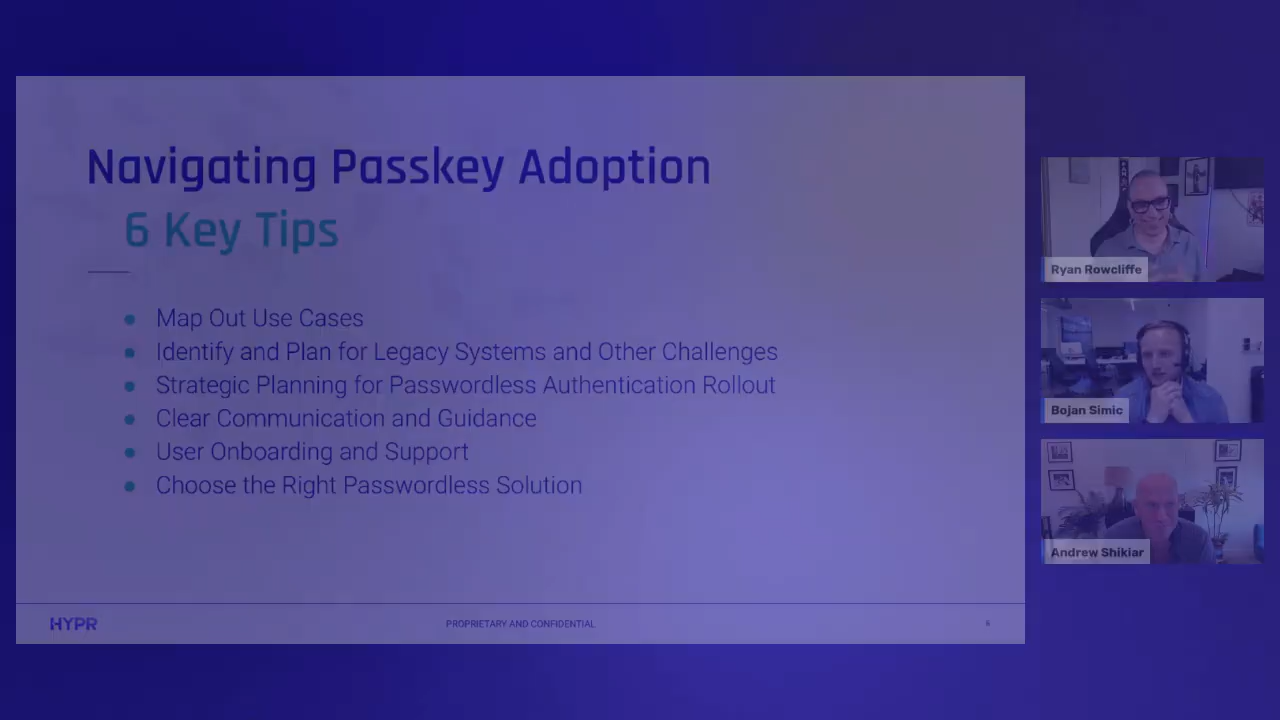 Navigating Passkey Adoption
6 Key Tips
Map Out Use Cases
Identify and Plan for Legacy Systems and Other Challenges
Strategic Planning for Passwordless Authentication Rollout
Clear Communication and Guidance
User Onboarding and Support
Choose the Right Passwordless Solution
HYPR
PROPRIETARY AND CONFIDENTIAL
Ryan Rowcliffe
Bojan Simic
Andrew Shikiar